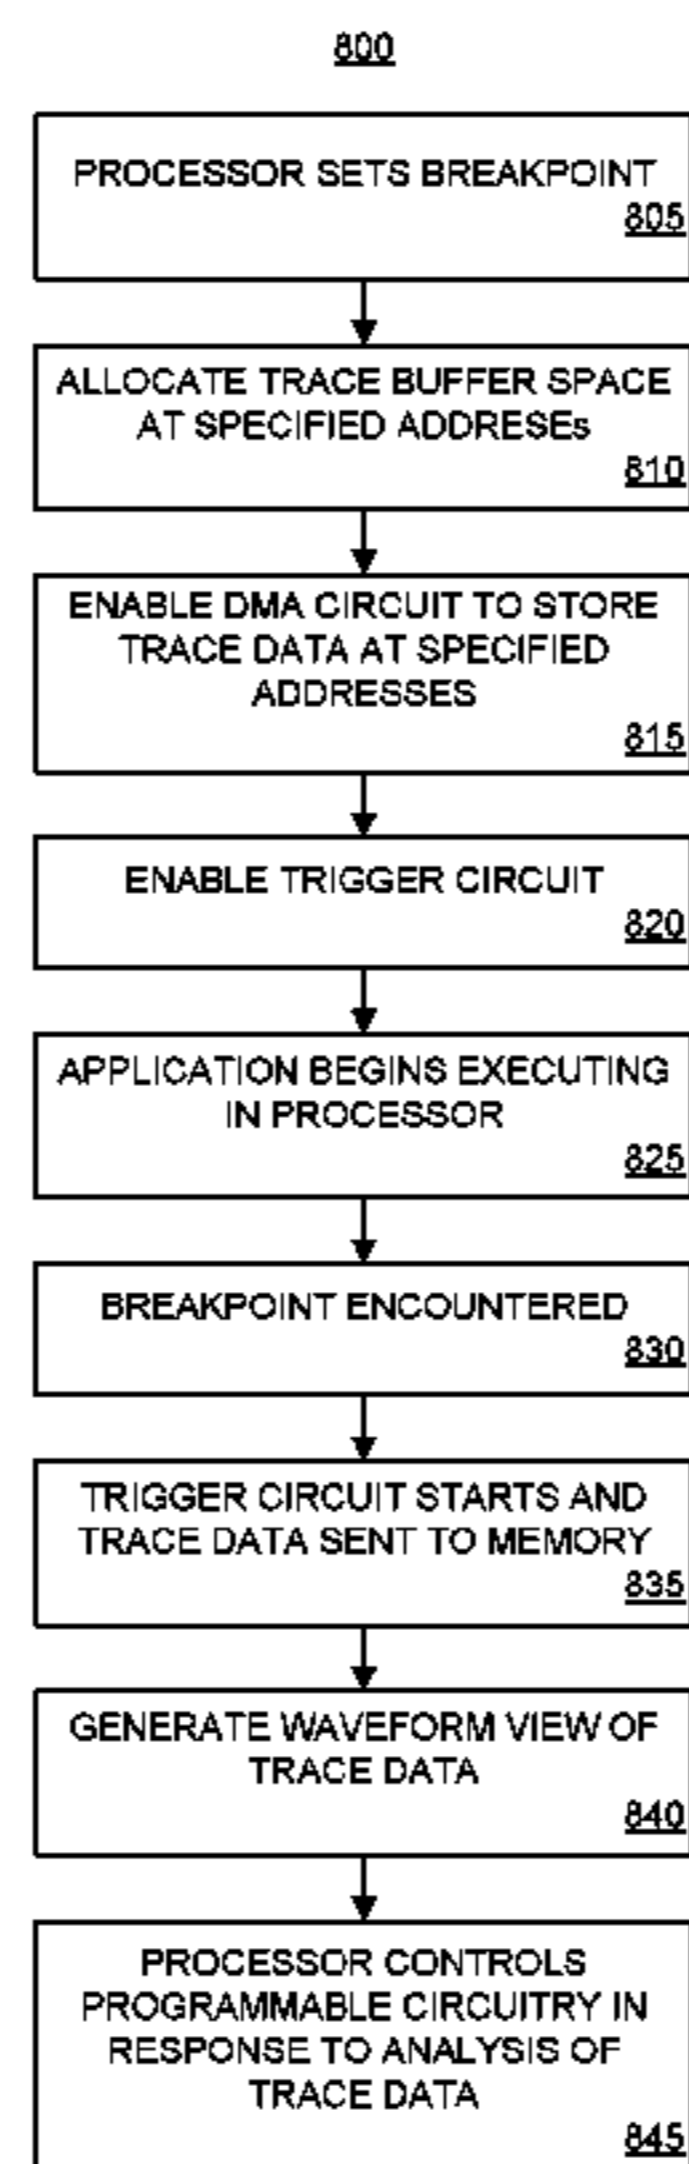 800
PROCESSOR SETS BREAKPOINT
805
ALLOCATE TRACE BUFFER SPACE
AT SPECIFIED ADDRESEs
810
ENABLE DMA CIRCUIT TO STORE
TRACE DATA AT SPECIFIED
ADDRESSES
815
ENABLE TRIGGER CIRCUIT
820
APPLICATION BEGINS EXECUTING
IN PROCESSOR
825
BREAKPOINT ENCOUNTERED
830
TRIGGER CIRCUIT STARTS AND
TRACE DATA SENT TO MEMORY
835
GENERATE WAVEFORM VIEW OF
TRACE DATA
840
PROCESSOR CONTROLS
PROGRAMMABLE CIRCUITRY IN
RESPONSE TO ANALYSIS OF
TRACE DATA
845